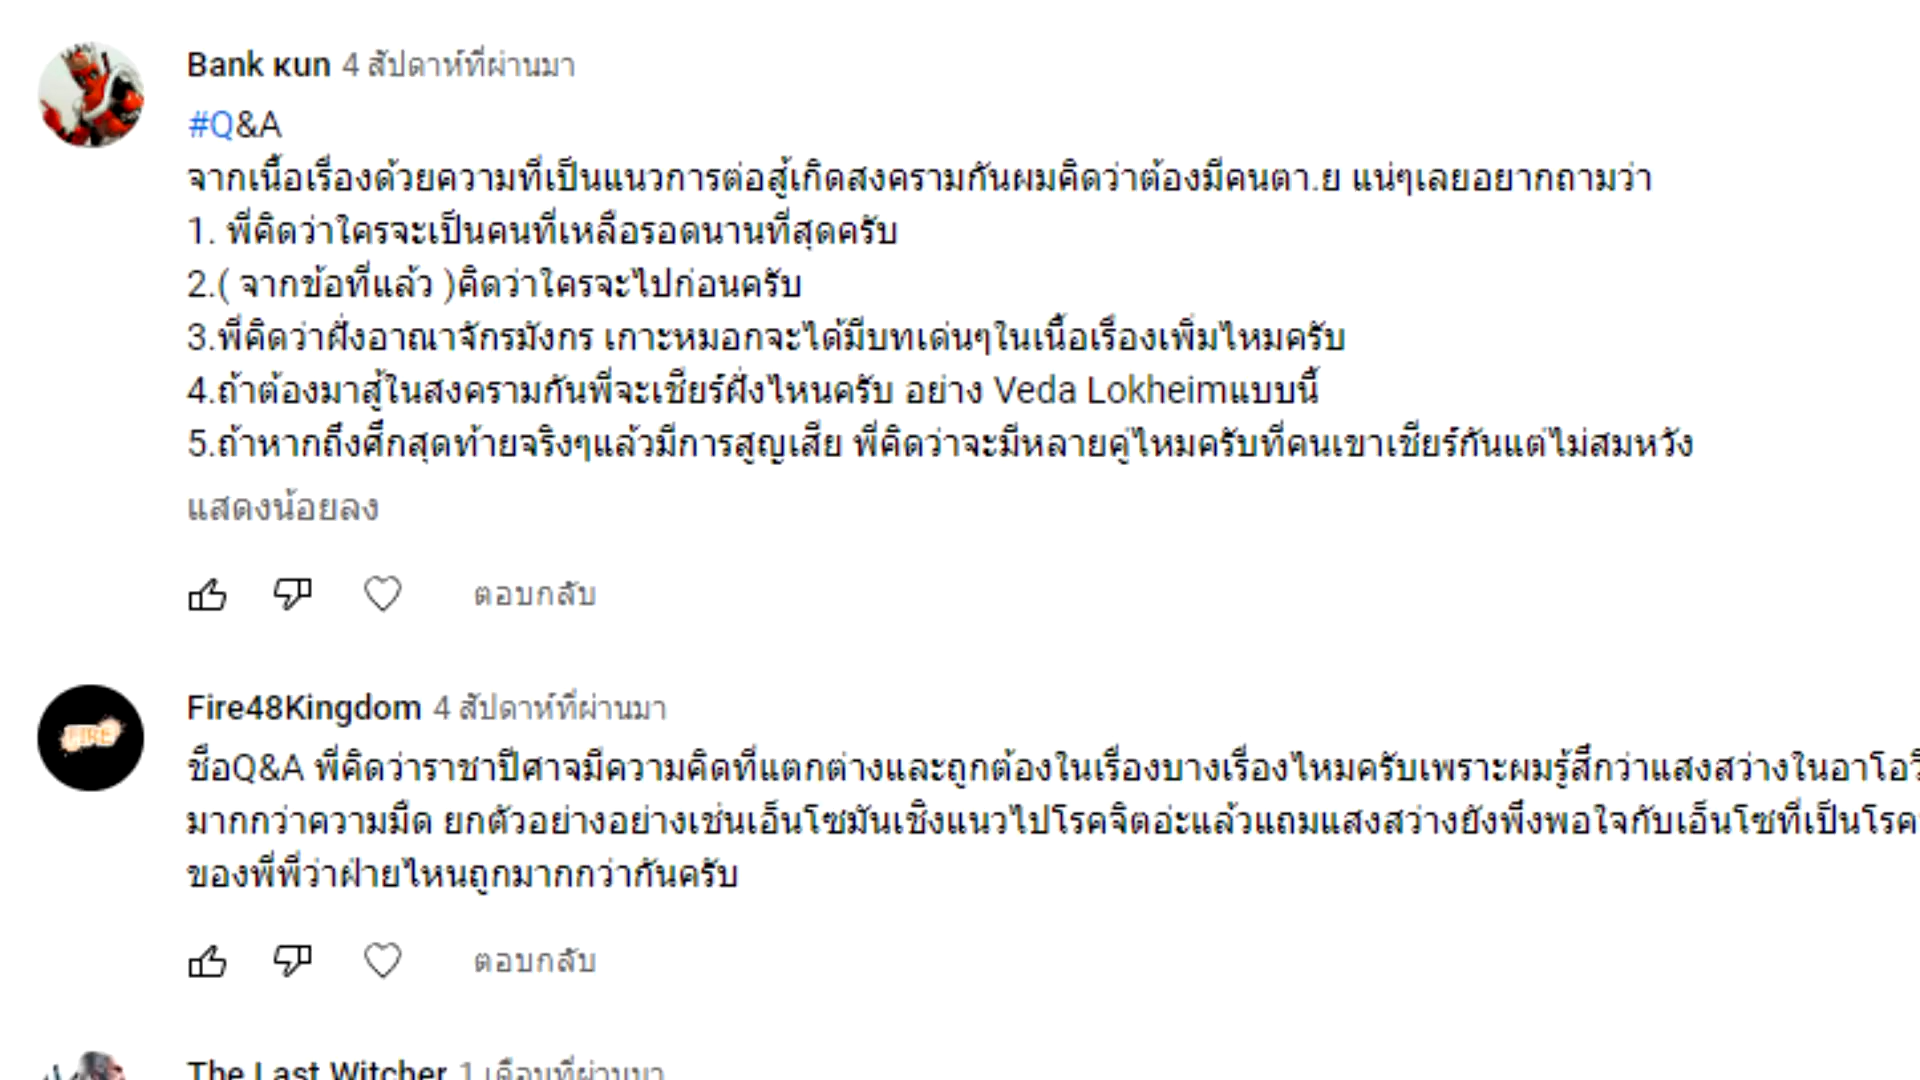 Bank кun 4 สัปดาห์ที่ผ่านมา
#Q&A
จากเนื้อเรื่องด้วยความที่เป็นแนวการต่อสู้เกิดสงครามกันผมคิดว่าต้องมีคนตา.ย แน่ๆเลยอยากถามว่า
1. พี่คิดว่าใครจะเป็นคนที่เหลือรอดนานที่สุดครับ
2.( จากข้อที่แล้ว )คิดว่าใครจะไปก่อนครับ
3.พี่คิดว่าฝั่งอาณาจักรมังกร เกาะหมอกจะได้มีบทเด่นๆในเนื้อเรื่องเพิ่มไหมครับ
4.ถ้าต้องมาสู้ในสงครามกันพี่จะเชียร์ฝั่งไหนครับ อย่าง Veda Lokheimแบบนี้
5.ถ้าหากถึงศึกสุดท้ายจริงๆแล้วมีการสูญเสีย พี่คิดว่าจะมีหลายคู่ไหมครับที่คนเขาเชียร์กันแต่ไม่สมหวัง
แสดงน้อยลง
ตอบกลับ
FIRE
Fire48Kingdom 4 สัปดาห์ที่ผ่านมา
ชื่อQ&A พี่คิดว่าราชาปีศาจมีความคิดที่แตกต่างและถูกต้องในเรื่องบางเรื่องไหมครับเพราะผมรู้สึกว่าแสงสว่างในอาโอวี
มากกว่าความมืด ยกตัวอย่างอย่างเช่นเอ็นโซมันเชิงแนวไปโรคจิตอ่ะแล้วแถมแสงสว่างยังพึงพอใจกับเอ็นโซที่เป็นโรค
ของพี่พี่ว่าฝ่ายไหนถูกมากกว่ากันครับ
ตอบกลับ
The Last Witcher 1 เดือนที่ผ่านมา